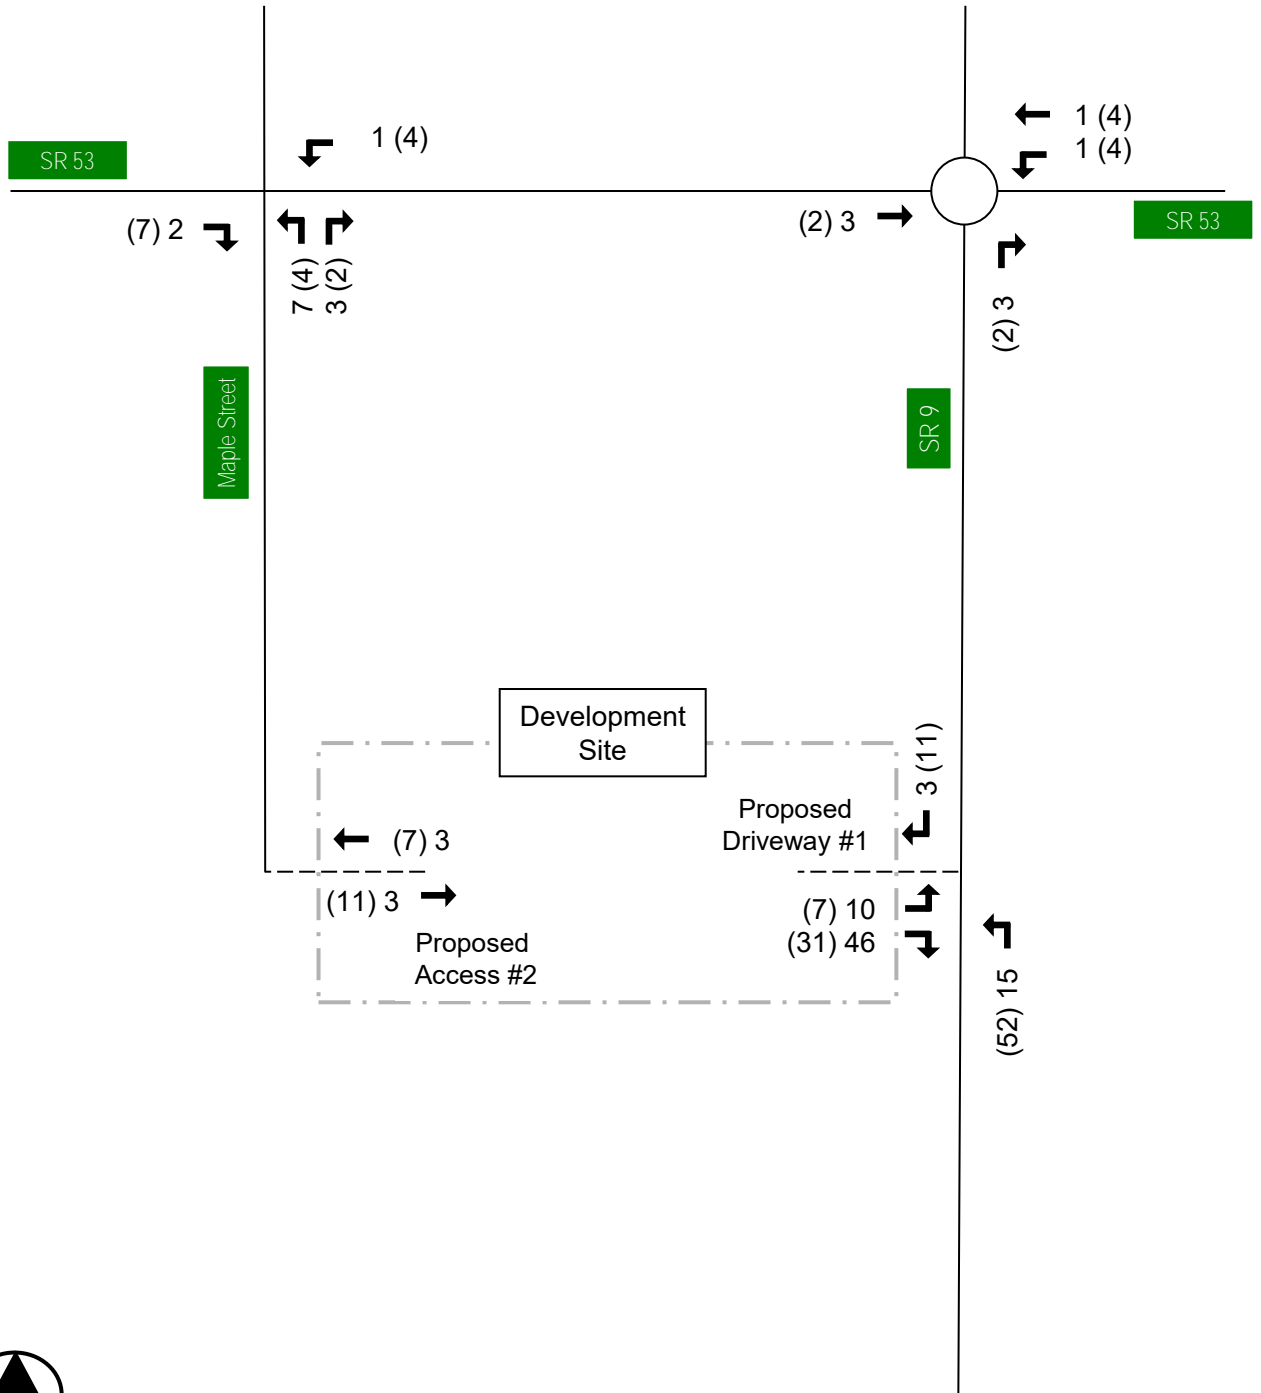 1 (4)
1 (4)
1 (4)
SR 53
SR 53
(7) 2
7 (4)
3 (2)
(2) 3
(2) 3
Maple Street
SR 9
Development
Site
3 (11)
Proposed
Driveway #1
(7) 3
(11) 3
(7) 10
(31) 46
Proposed
Access #2
(52) 15